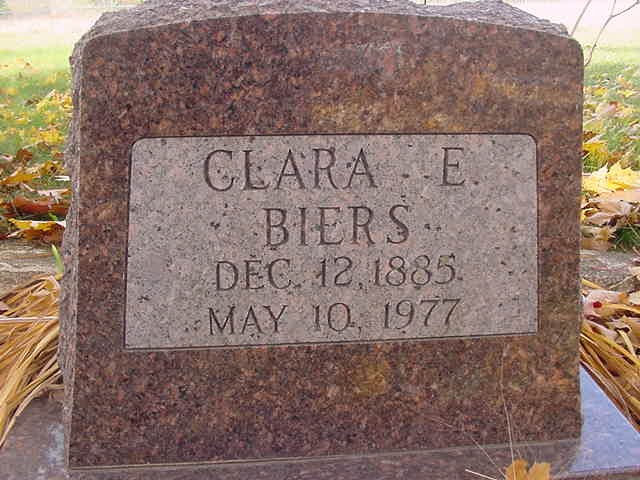 CLARA E.
BIERS
DEC. 12, 1885
MAY 10, 1977